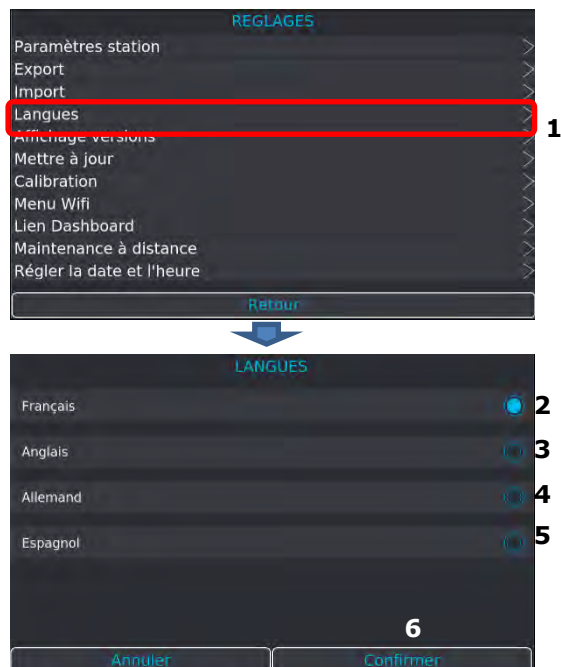 REGLAGES
Paramètres station
Export
Import
Langues
1
Affichage versions
Mettre à jour
Calibration
Menu Wifi
Lien Dashboard
Maintenance à distance
Régler la date et l'heure
Retour
LANGUES
Français 2
Anglais 3
Allemand 4
Espagnol 5
6
Annuler Confirmer